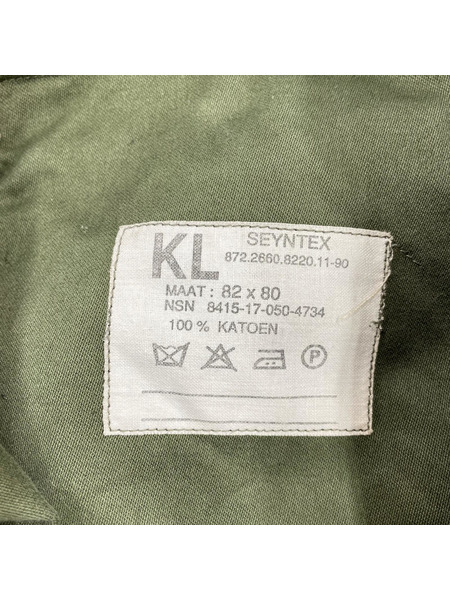 KL
SEYNTEX
872.2660.8220.11-90
MAAT : 82 x 80
NSN 8415-17-050-4734
100 % KATOEN
P